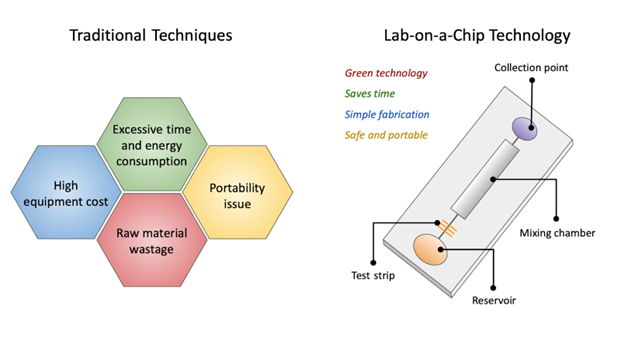 Traditional Techniques
Excessive time
and energy
consumption
High
equipment cost
Portability
issue
Raw material
wastage
Lab-on-a-Chip Technology
Green technology
Saves time
Simple fabrication
Safe and portable
Collection point
Mixing chamber
Test strip
Reservoir